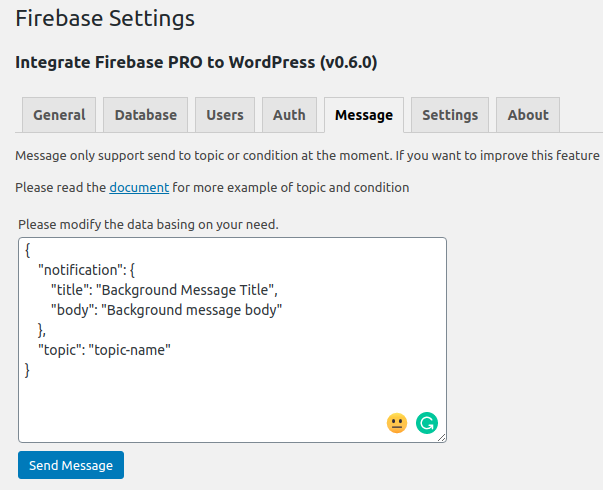 Firebase Settings
Integrate Firebase PRO to WordPress (v0.6.0)
General Database Users Auth Message Settings About
Message only support send to topic or condition at the moment. If you want to improve this feature
Please read the document for more example of topic and condition
Please modify the data basing on your need.
{
"notification": {
"title": "Background Message Title",
"body": "Background message body"
},
"topic": "topic-name"
}
Send Message